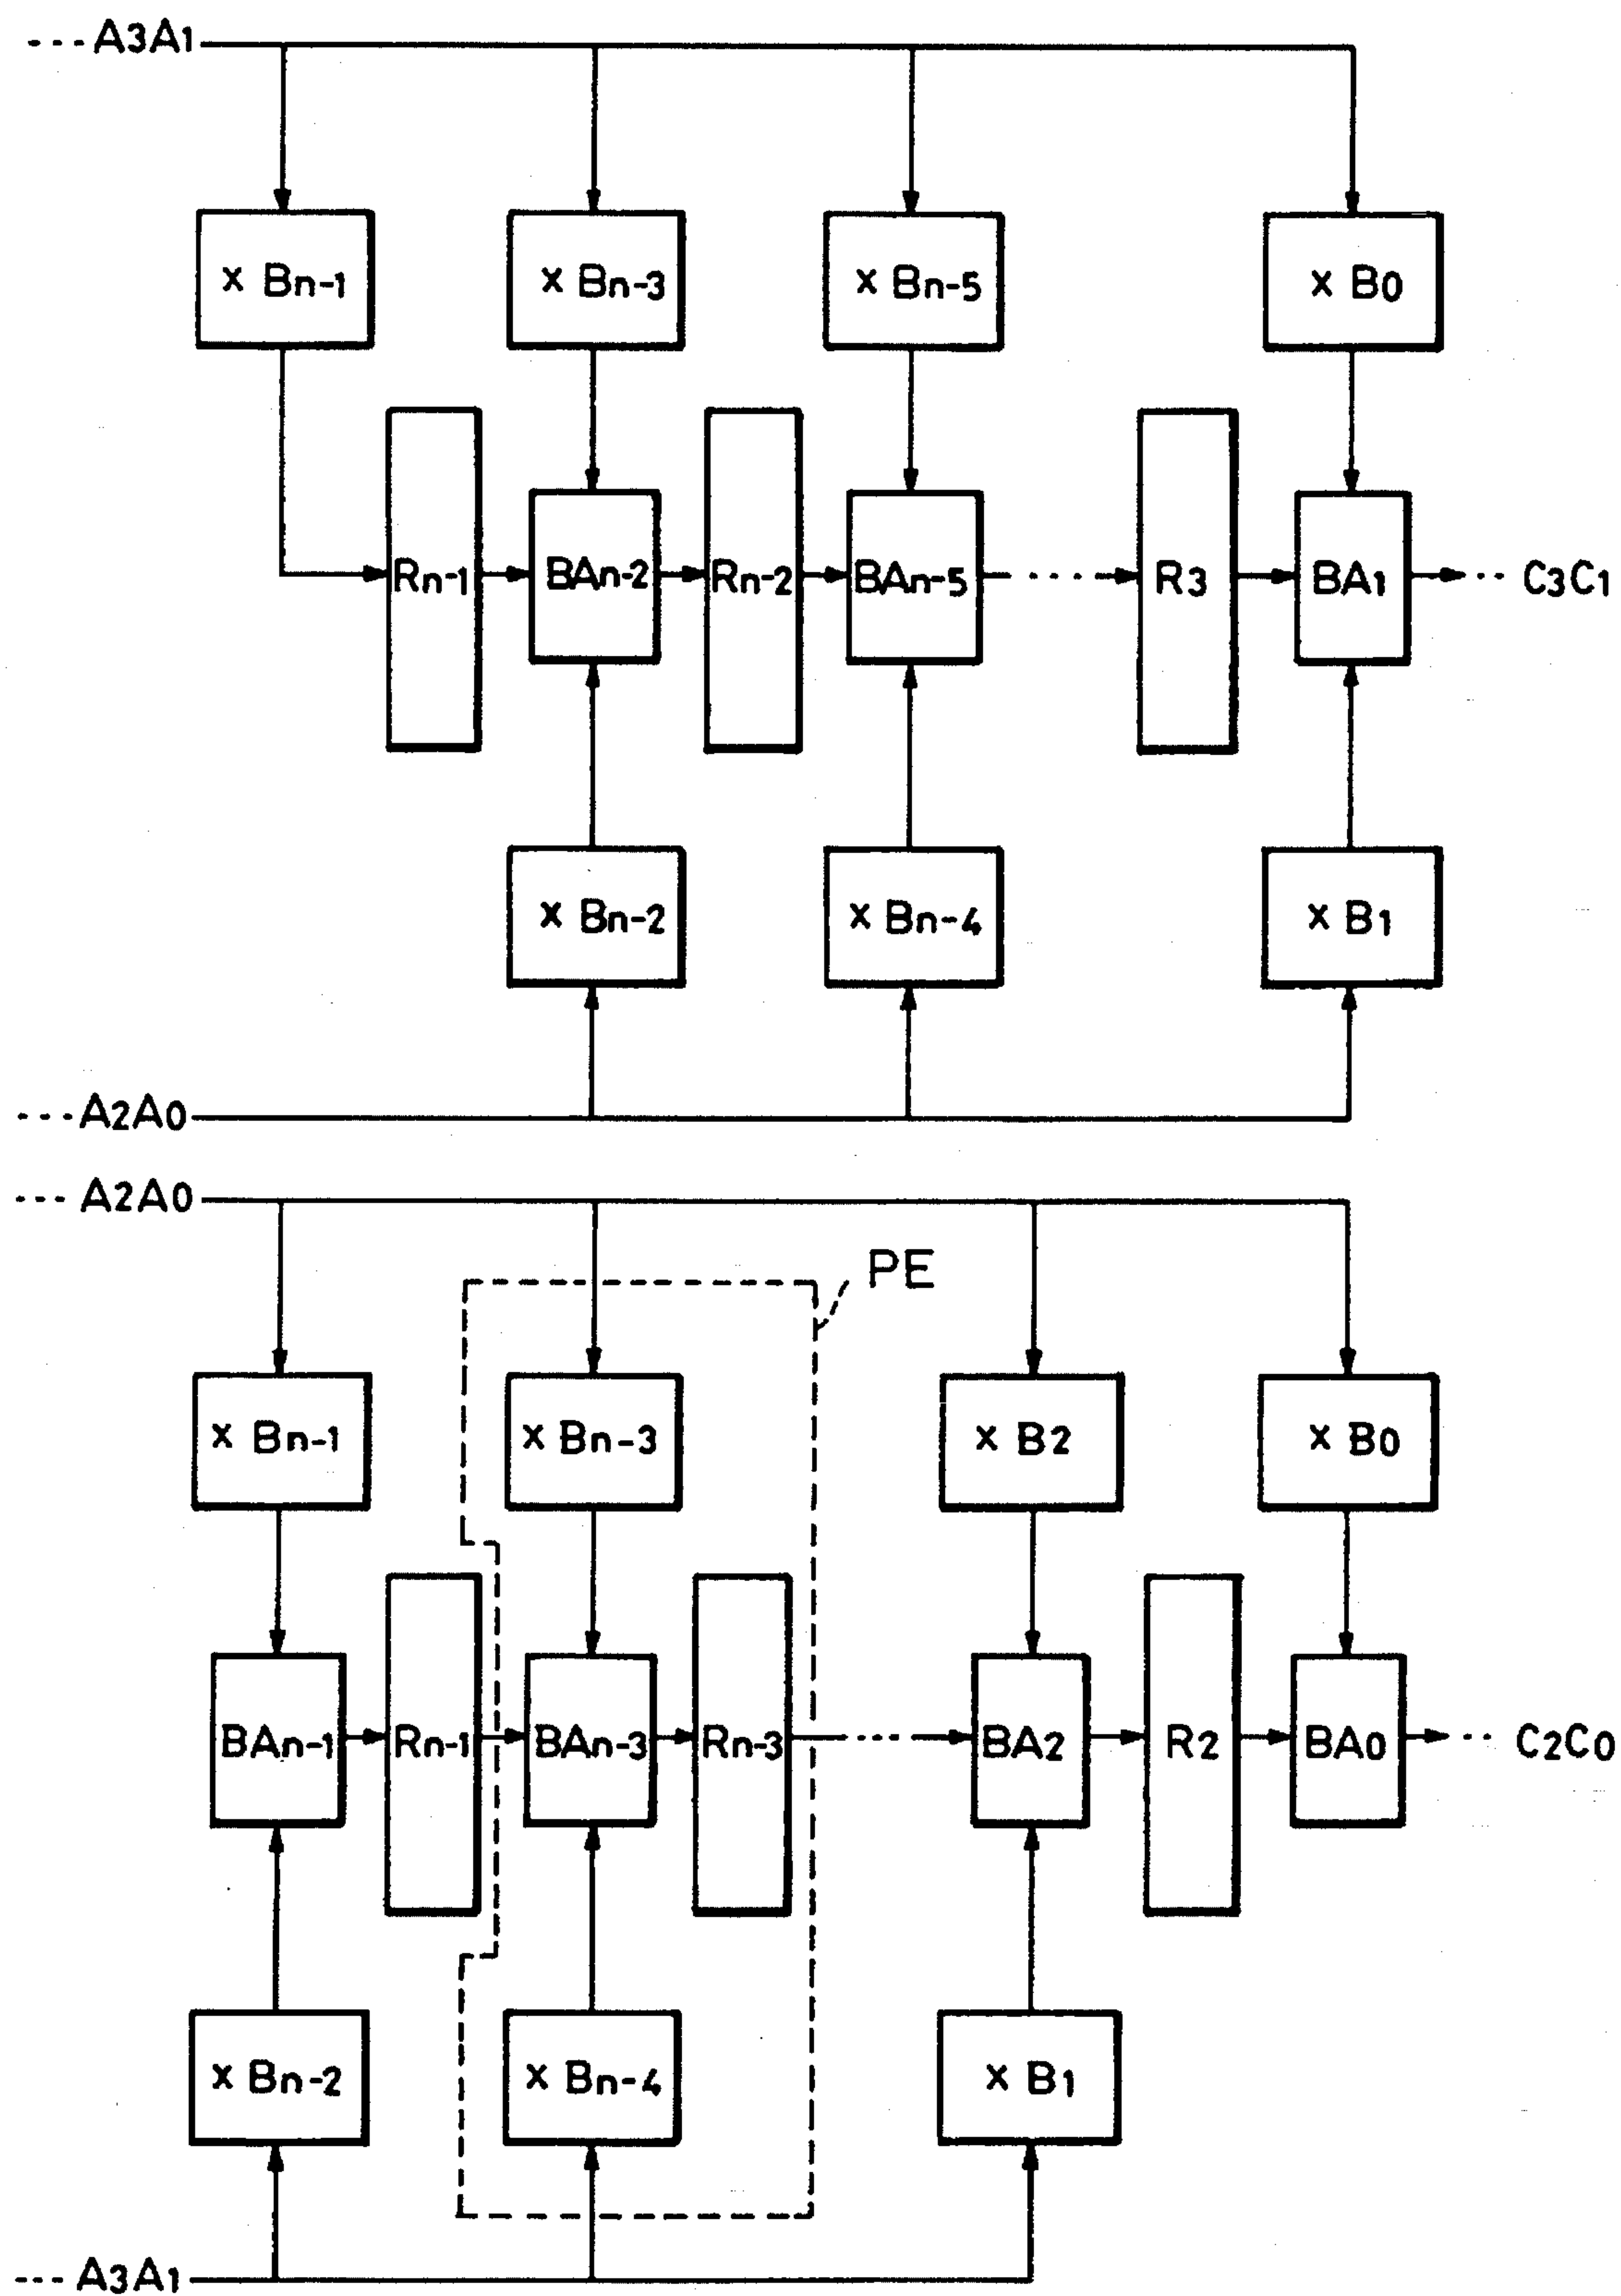 ---A3A1
× Bn-1 × Bn-3 × Bn-5 × B0
Rn-1 BAn-2 Rn-2 BAn-5 ... R3 BA1 ·· C3C1
× Bn-2 × Bn-4 × B1
---A2A0
--- A2A0
PE
× Bn-1 × Bn-3 × B2 × B0
BAn-1 Rn-1 BAn-3 Rn-3 ... BA2 R2 BA0 ·· C2C0
× Bn-2 × Bn-4 × B1
--- A3A1